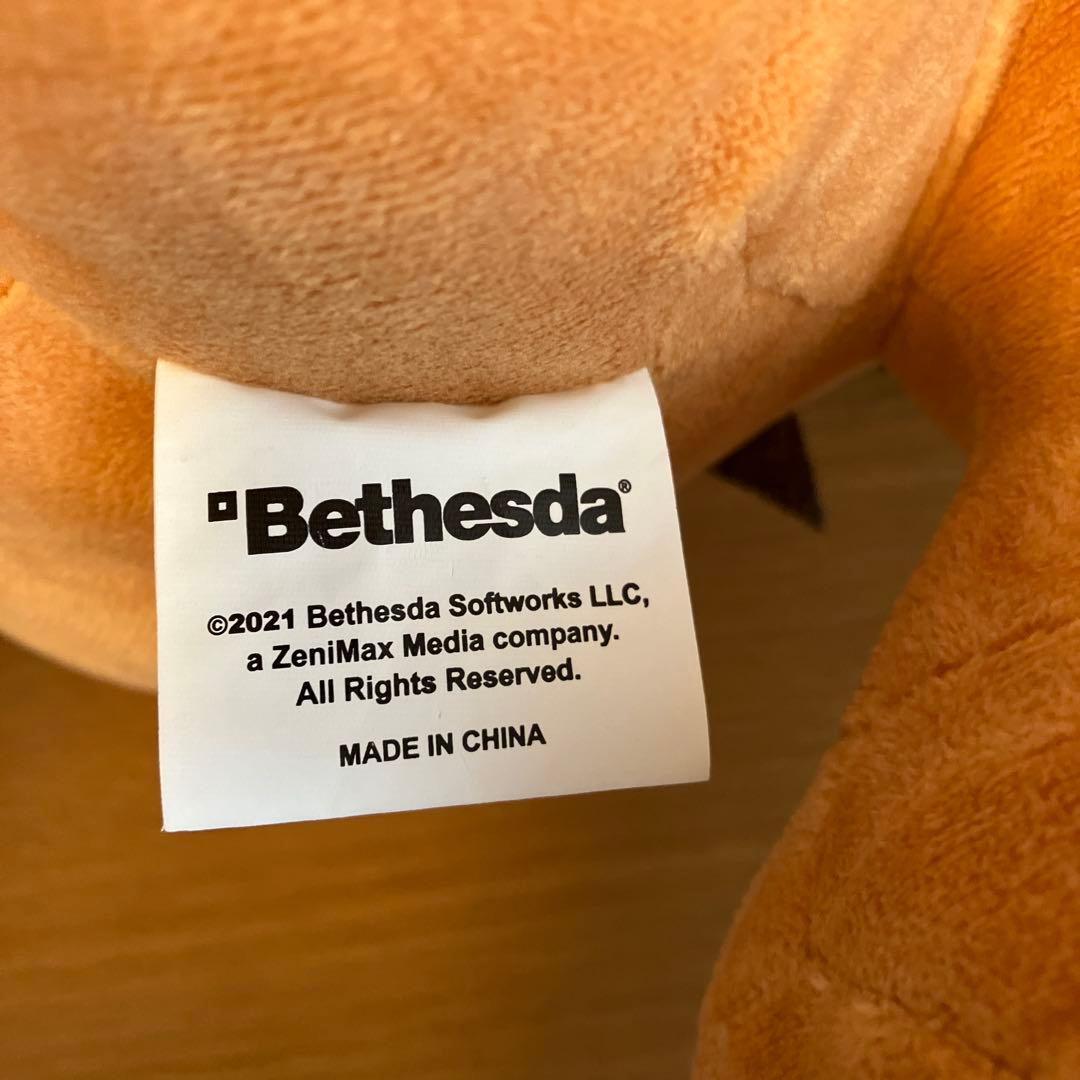 Bethesda®
©2021 Bethesda Softworks LLC,
a ZeniMax Media company.
All Rights Reserved.
MADE IN CHINA